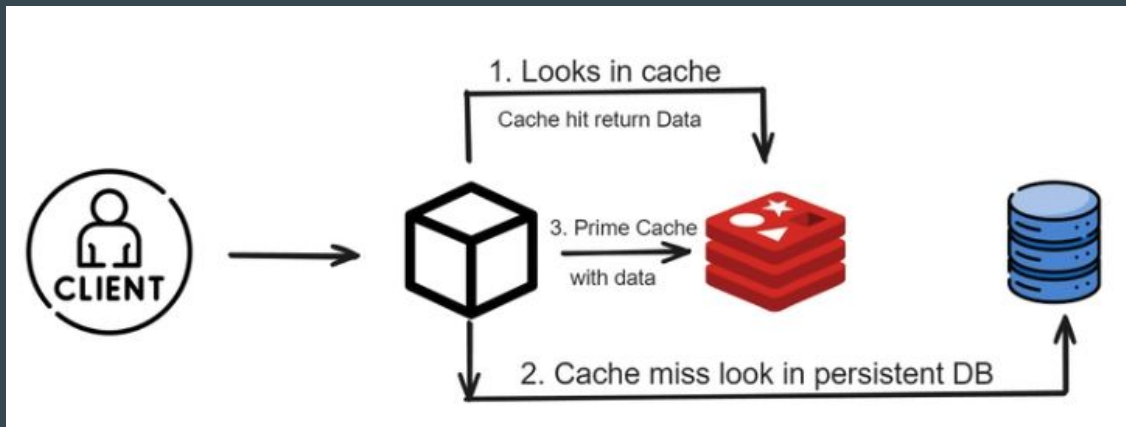 1. Looks in cache
Cache hit return Data
CLIENT
3. Prime Cache
with data
2. Cache miss look in persistent DB